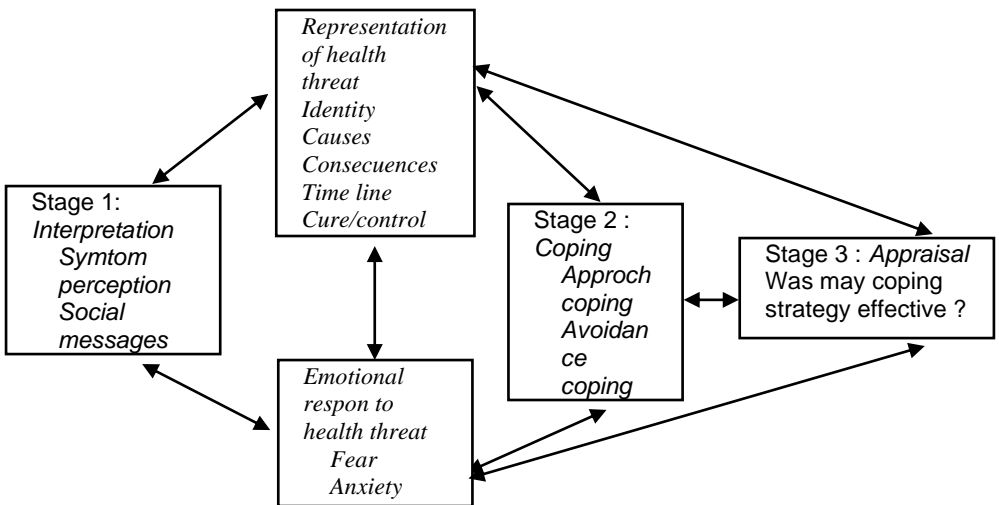 Representation
of health
threat
Identity
Causes
Consecuences
Time line
Cure/control
Stage 1:
Interpretation
Symtom
perception
Social
messages
Stage 2 :
Coping
Approch
coping
Avoidan
ce
coping
Stage 3 : Appraisal
Was may coping
strategy effective ?
Emotional
respon to
health threat
Fear
Anxiety